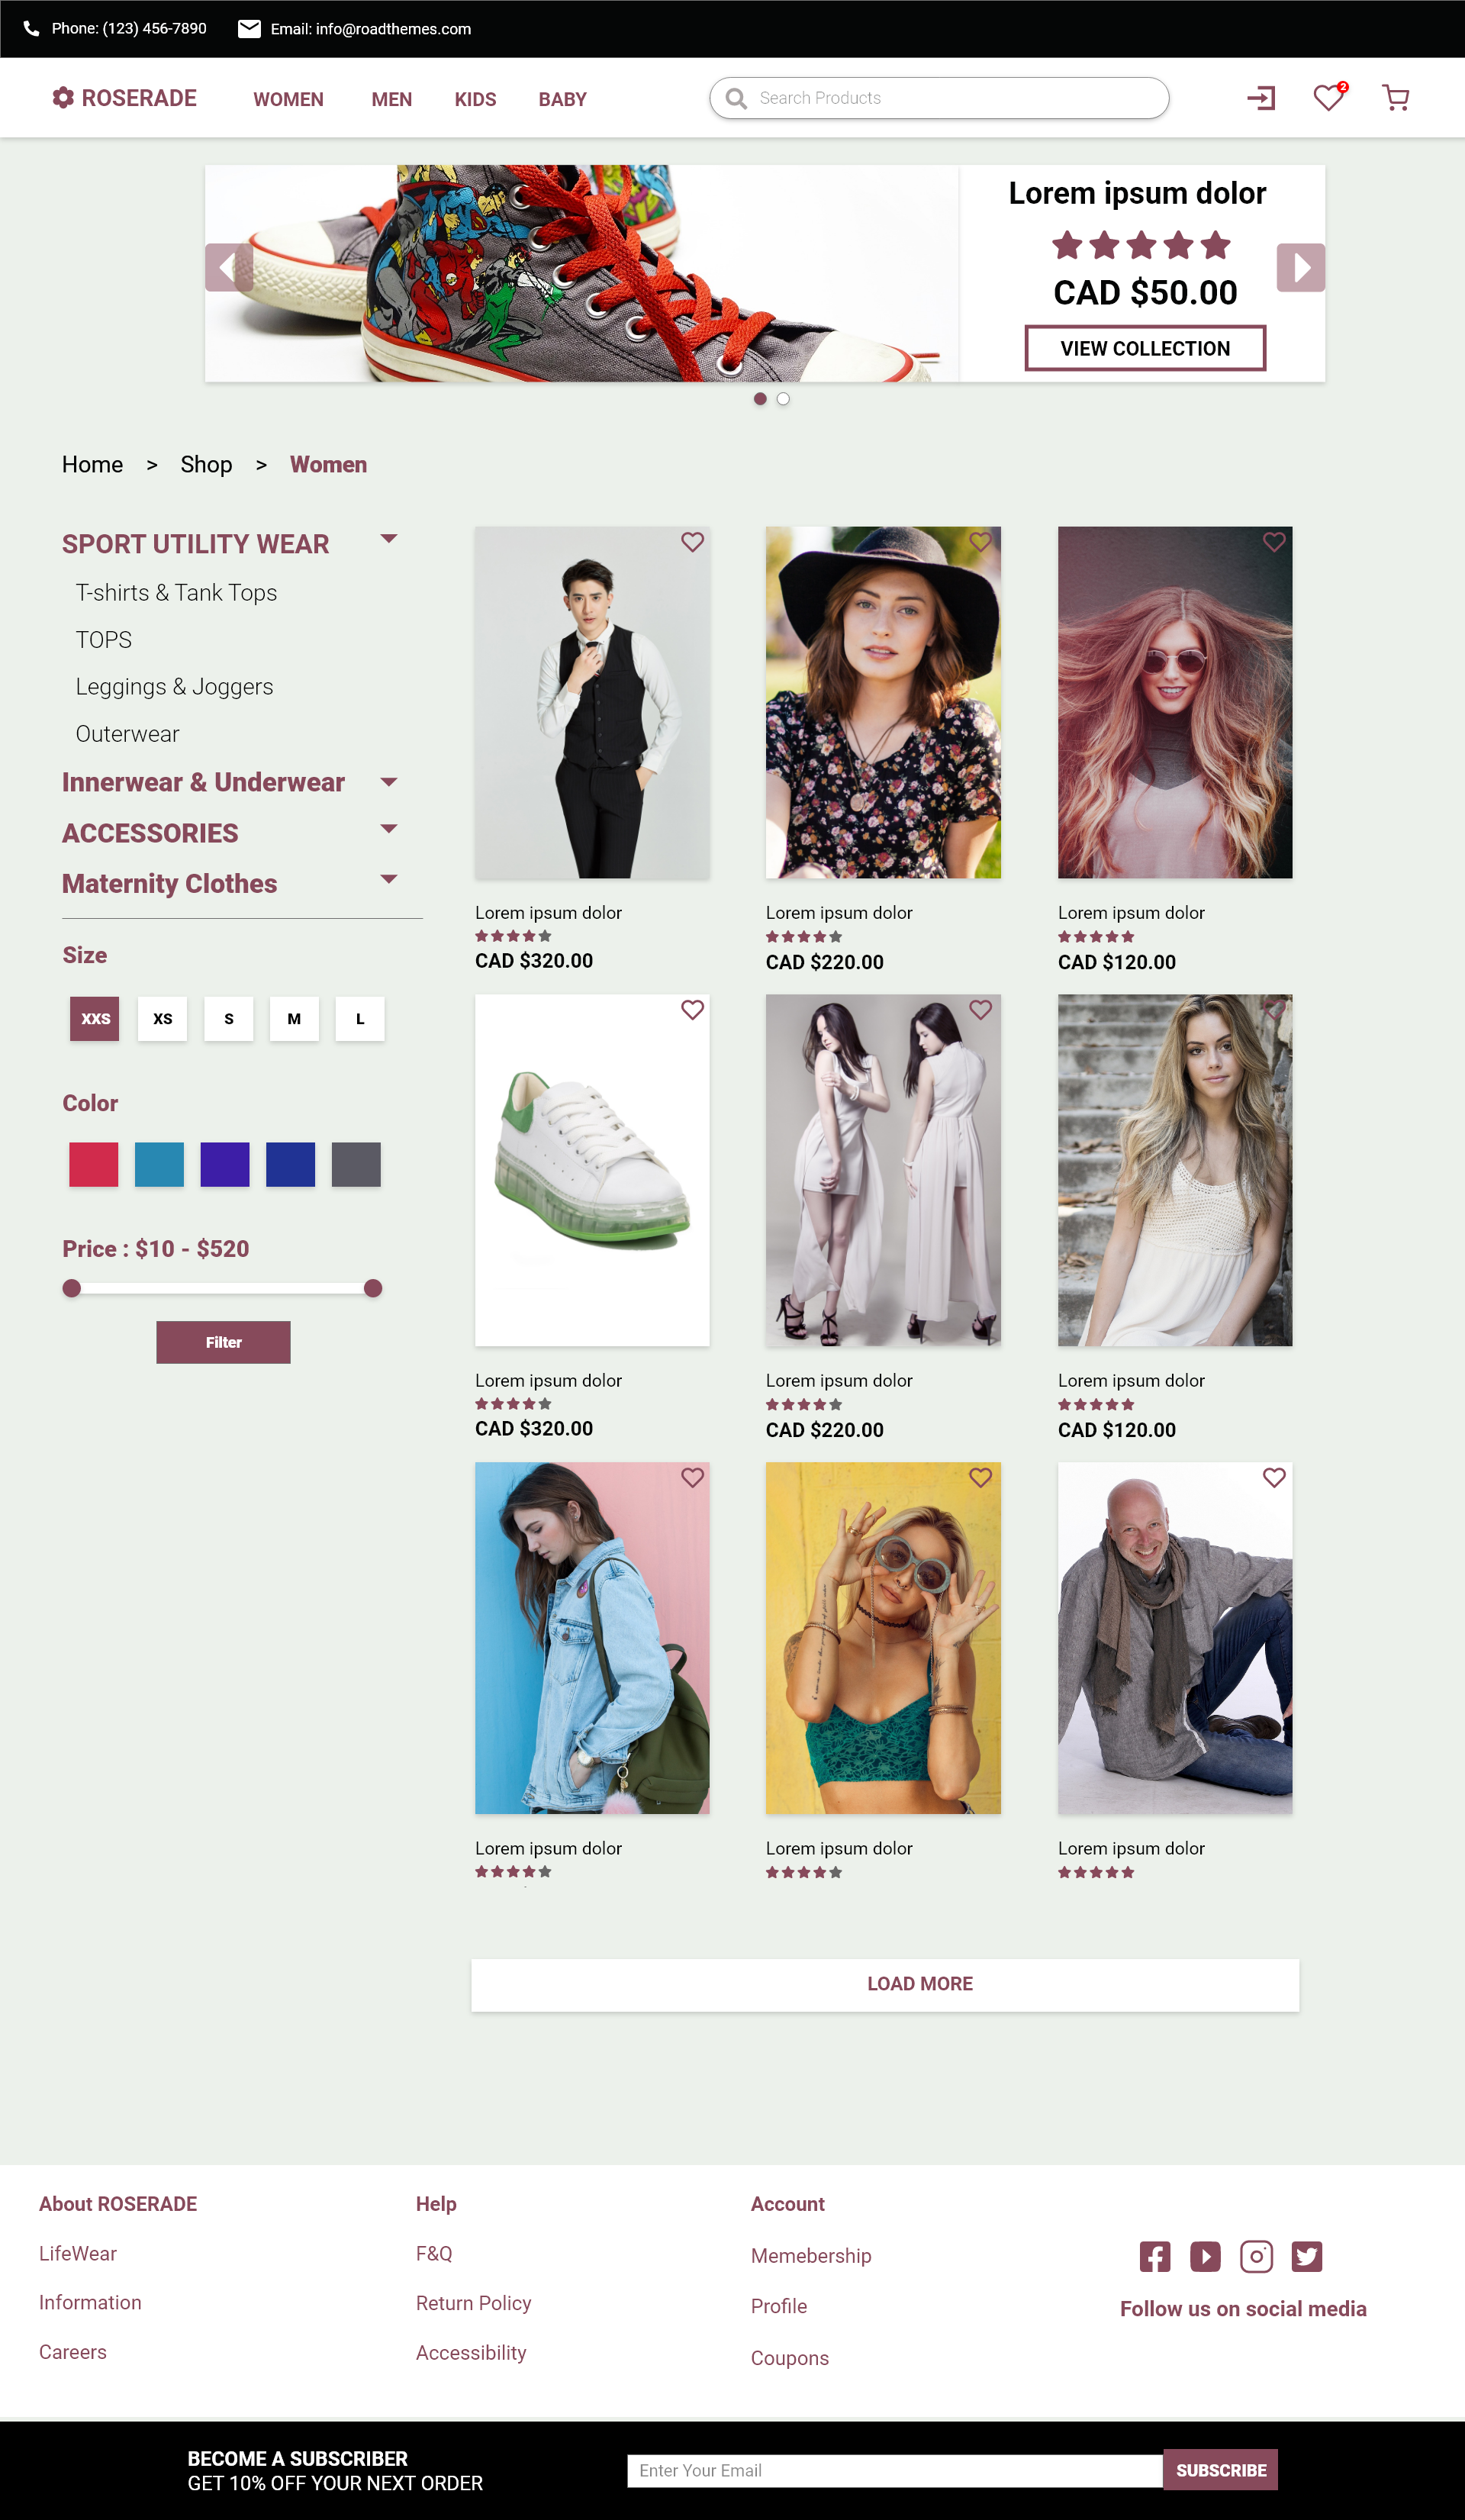 Phone: (123) 456-7890
Email: info@roadthemes.com
ROSERADE
WOMEN
MEN
KIDS
BABY
Search Products
2
Lorem ipsum dolor
CAD $50.00
VIEW COLLECTION
Home > Shop > Women
SPORT UTILITY WEAR
T-shirts & Tank Tops
TOPS
Leggings & Joggers
Outerwear
Innerwear & Underwear
ACCESSORIES
Maternity Clothes
Size
XXS
XS
S
M
L
Color
Price : $10 - $520
Filter
Lorem ipsum dolor
CAD $320.00
Lorem ipsum dolor
CAD $220.00
Lorem ipsum dolor
CAD $120.00
Lorem ipsum dolor
CAD $320.00
Lorem ipsum dolor
CAD $220.00
Lorem ipsum dolor
CAD $120.00
Lorem ipsum dolor
Lorem ipsum dolor
Lorem ipsum dolor
LOAD MORE
About ROSERADE
LifeWear
Information
Careers
Help
F&Q
Return Policy
Accessibility
Account
Memebership
Profile
Coupons
Follow us on social media
BECOME A SUBSCRIBER
GET 10% OFF YOUR NEXT ORDER
Enter Your Email
SUBSCRIBE